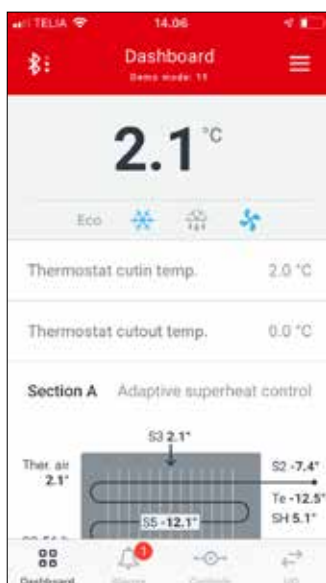 TELIA 14.06
Dashboard
Demo mode: 11
2.1 °C
Eco
Thermostat cutin temp. 2.0 °C
Thermostat cutout temp. 0.0 °C
Section A Adaptive superheat control
S3 2.1°
Ther. air
2.1°
S2 -7.4°
Te -12.5°
SH 5.1°
S5 -12.1°
1
Dashboard Alarms